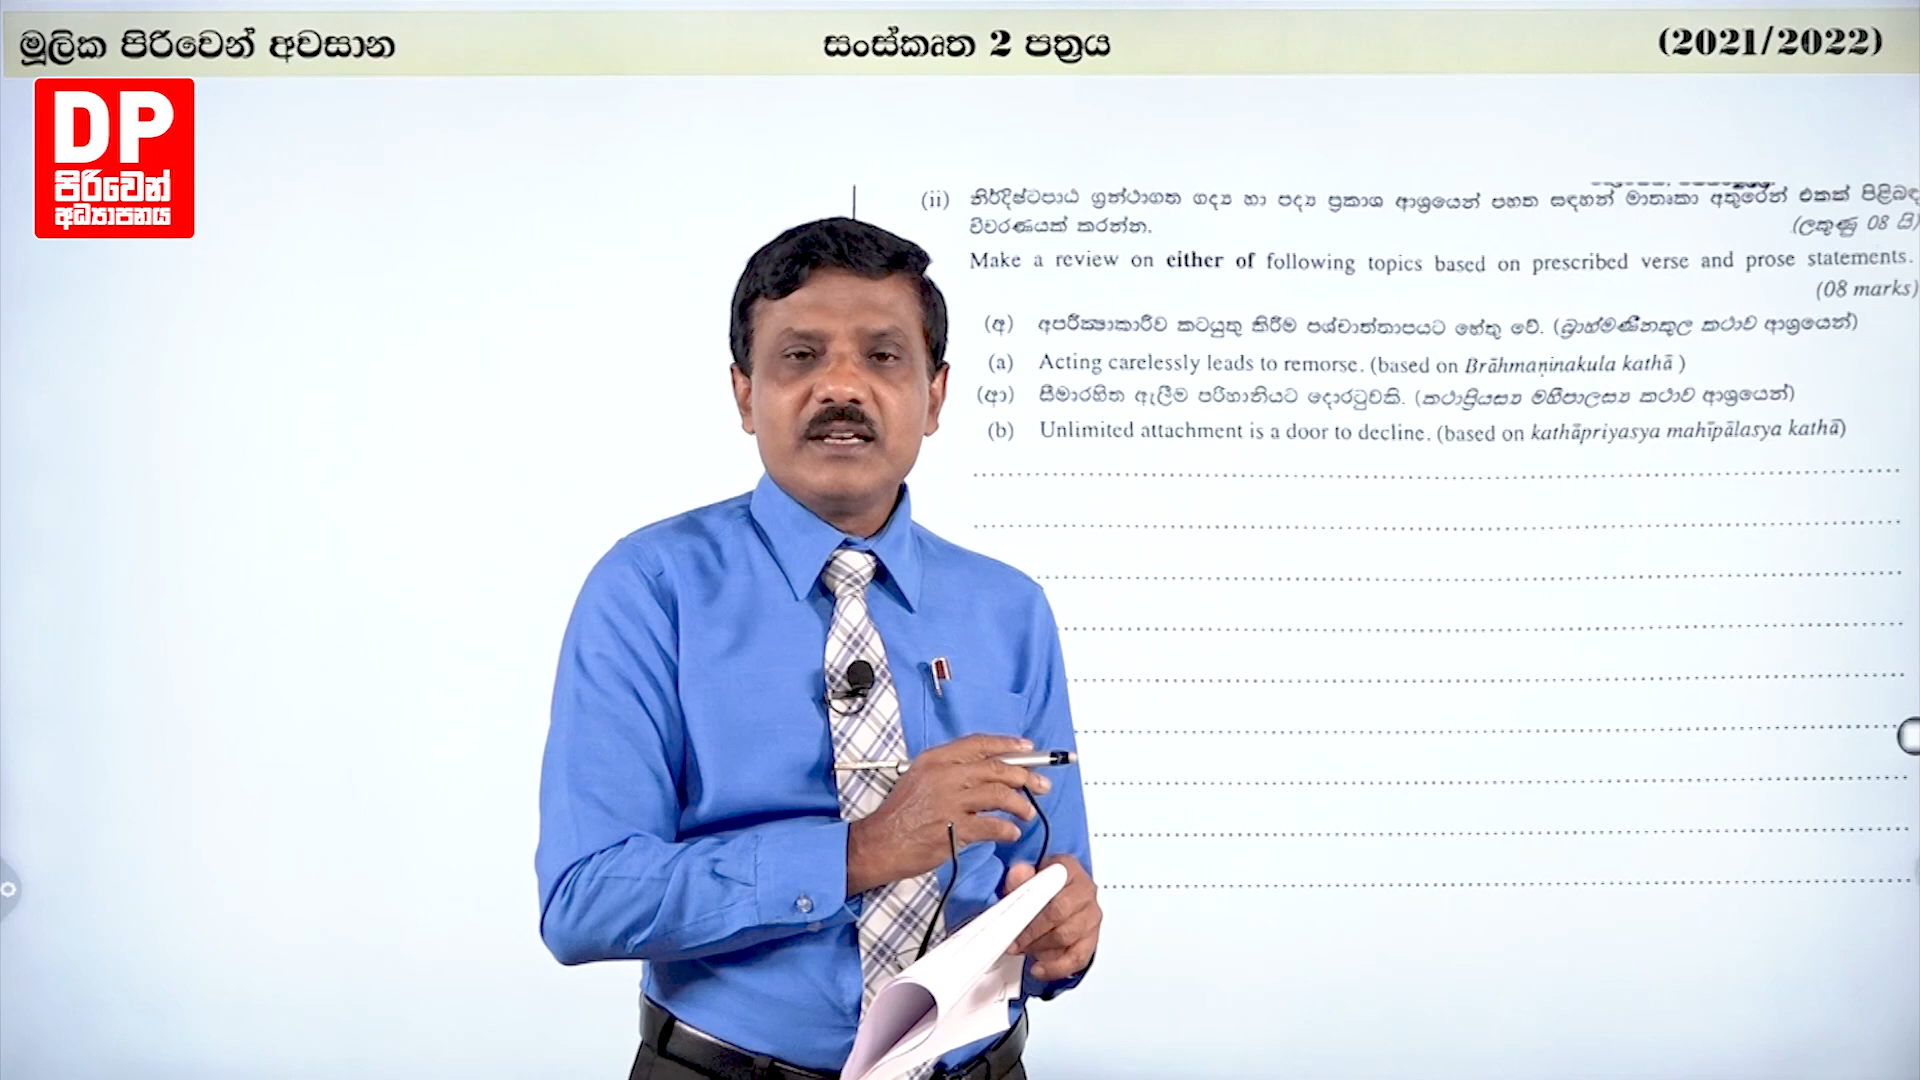 මූලික පිරිවෙන් අවසාන
සංස්කෘත 2 පත්‍රය
(2021/2022)
DP
පිරිවෙන්
අධ්‍යාපනය
(ii) නිර්දිෂ්ටපාඨ ග්‍රන්ථාගත ගද්‍ය හා පද්‍ය ප්‍රකාශ ආශ්‍රයෙන් පහත සඳහන් මාතෘකා අතුරෙන් එකක් පිළිබඳ
විවරණයක් කරන්න. (ලකුණු 08 යි)
Make a review on either of following topics based on prescribed verse and prose statements.
(08 marks)
(අ) අපරීක්‍ෂාකාරීව කටයුතු කිරීම පශ්චාත්තාපයට හේතු වේ. (බ්‍රාහ්මණීනකුල කථාව ආශ්‍රයෙන්)
(a) Acting carelessly leads to remorse. (based on Brāhmaṇinakula kathā )
(ආ) සීමාරහිත ඇලීම පරිහානියට දොරටුවකි. (කථාප්‍රියස්‍ය මහීපාලස්‍ය කථාව ආශ්‍රයෙන්)
(b) Unlimited attachment is a door to decline. (based on kathāpriyasya mahīpālasya kathā)